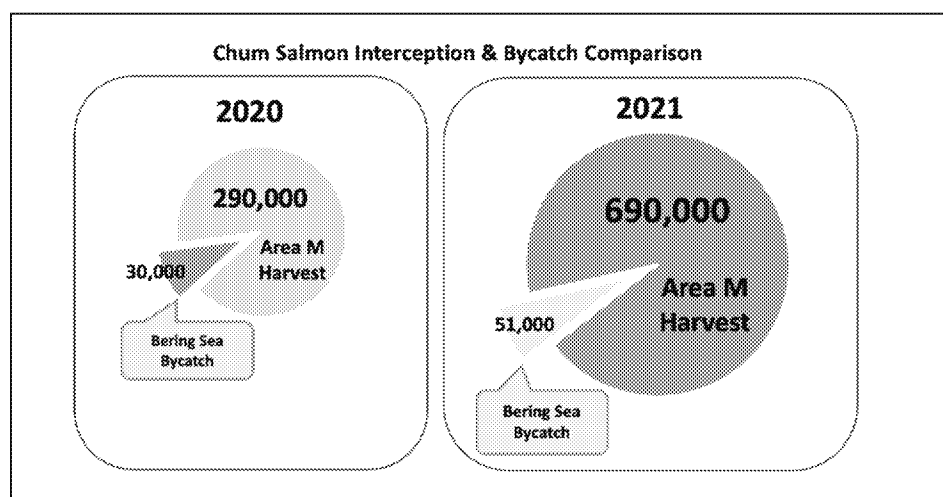 Chum Salmon Interception & Bycatch Comparison
2020
290,000
Area M
Harvest
30,000
Bering Sea
Bycatch
2021
690,000
Area M
Harvest
51,000
Bering Sea
Bycatch